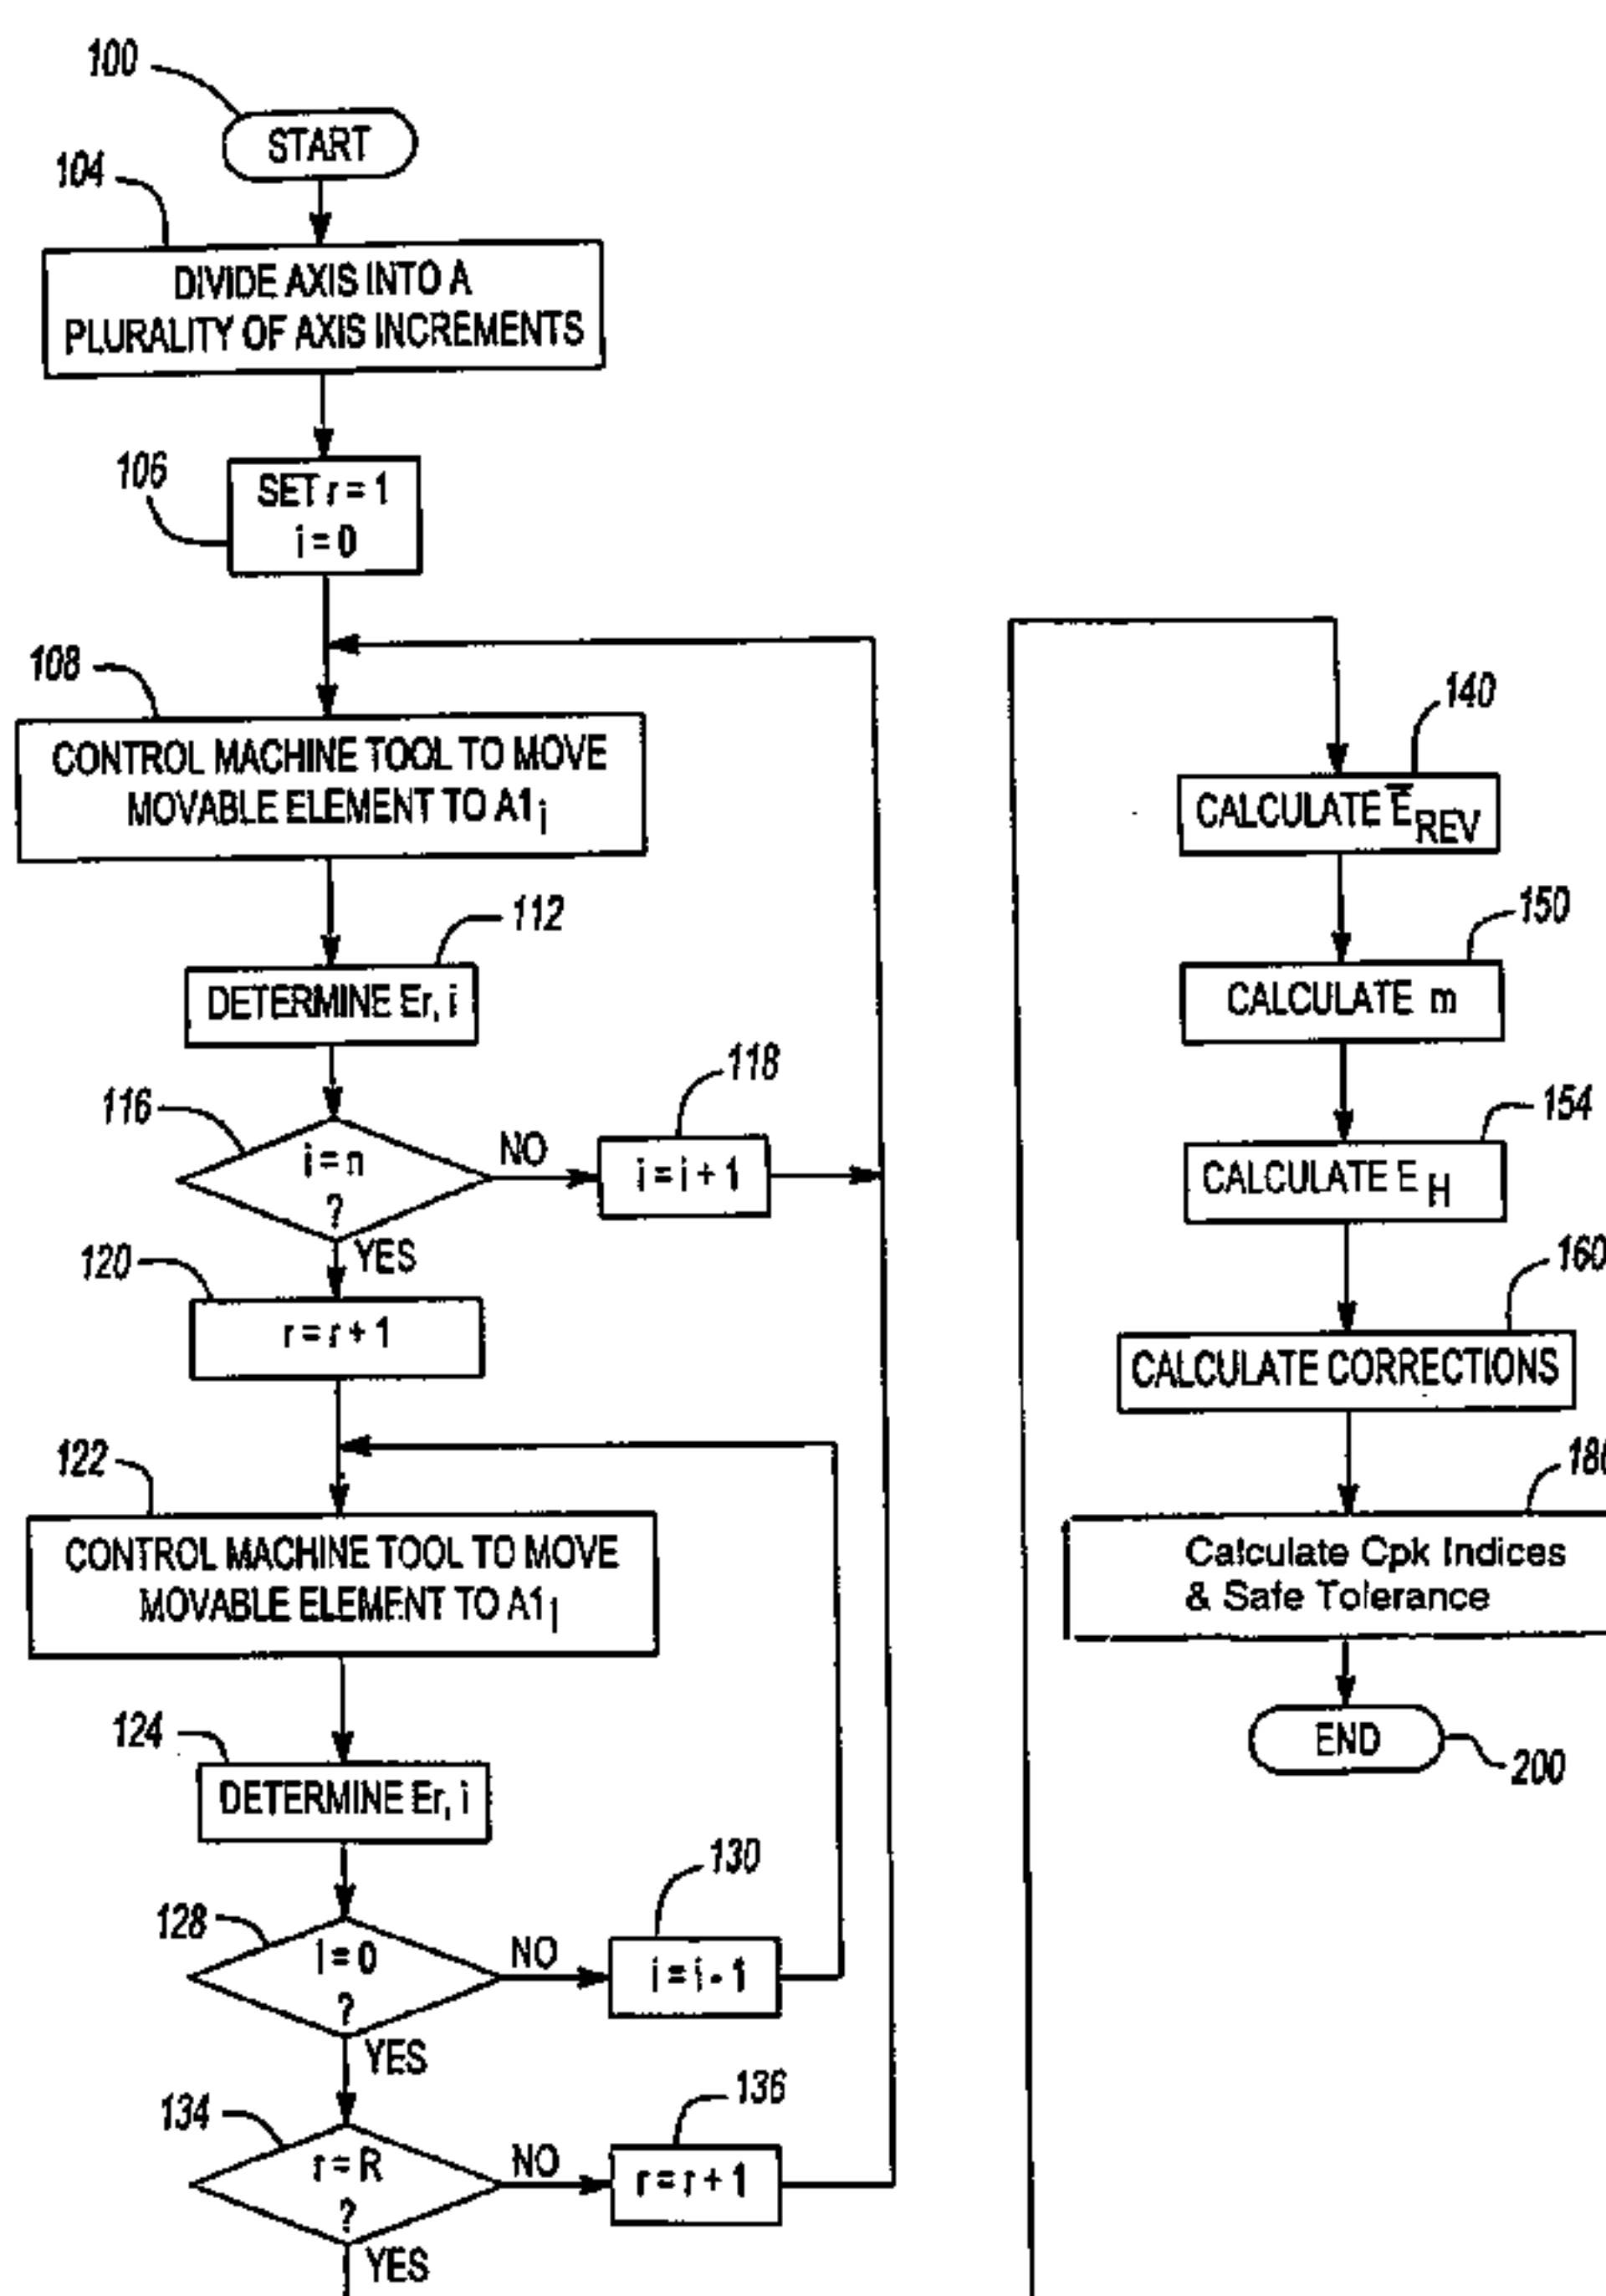 100
START
104
DIVIDE AXIS INTO A
PLURALITY OF AXIS INCREMENTS
106
SET r = 1
i = 0
108
CONTROL MACHINE TOOL TO MOVE
MOVABLE ELEMENT TO A1i
112
DETERMINE Er, i
116
i = n
?
NO
118
i = i + 1
YES
120
r = r + 1
122
CONTROL MACHINE TOOL TO MOVE
MOVABLE ELEMENT TO A1i
124
DETERMINE Er, i
128
i = 0
?
NO
130
i = i - 1
YES
134
r = R
?
NO
136
r = r + 1
YES
140
CALCULATE E̅REV
150
CALCULATE m
154
CALCULATE E H
160
CALCULATE CORRECTIONS
Calculate Cpk Indices
& Safe Tolerance
END
200